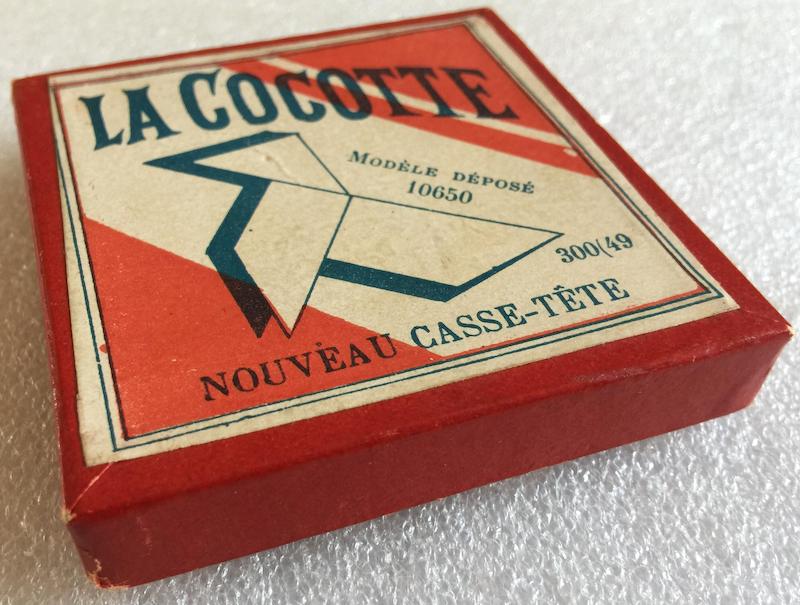 LA COCOTTE
MODÈLE DÉPOSÉ
10650
300(49
NOUVEAU CASSE-TÊTE